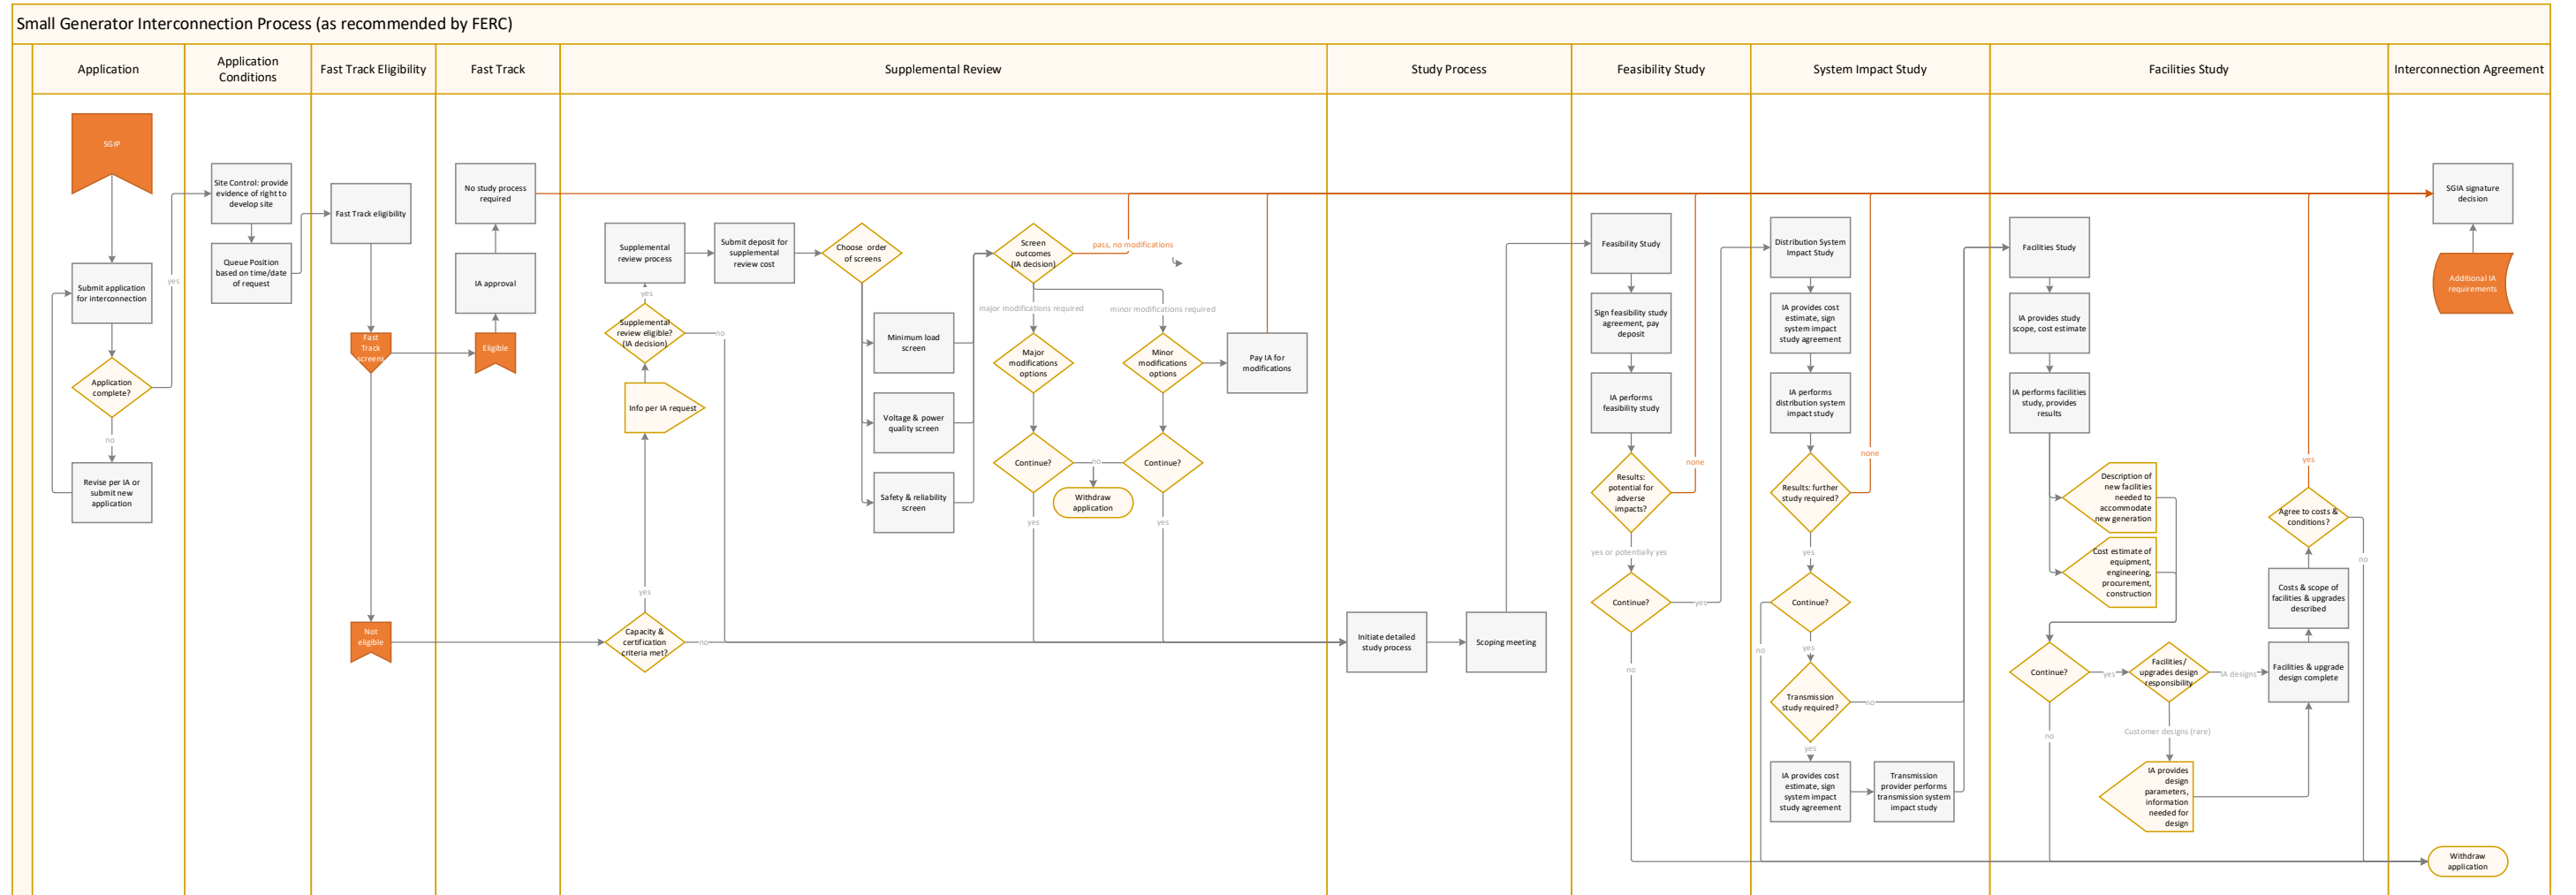 Small Generator Interconnection Process (as recommended by FERC)
Application
Application
Conditions
Fast Track Eligibility
Fast Track
Supplemental Review
Study Process
Feasibility Study
System Impact Study
Facilities Study
Interconnection Agreement
SGIP
Submit application
for interconnection
Application
complete?
yes
no
Revise per IA or
submit new
application
Site Control: provide
evidence of right to
develop site
Queue Position
based on time/date
of request
Fast Track eligibility
Fast
Track
screens
Not
eligible
No study process
required
IA approval
Eligible
Supplemental
review process
yes
Supplemental
review eligible?
(IA decision)
no
Info per IA request
yes
Capacity &
certification
criteria met?
no
Submit deposit for
supplemental
review cost
Choose order
of screens
Minimum load
screen
Voltage & power
quality screen
Safety & reliability
screen
Screen
outcomes
(IA decision)
pass, no modifications
major modifications required
minor modifications required
Major
modifications
options
Minor
modifications
options
Pay IA for
modifications
Continue?
no
Continue?
Withdraw
application
yes
yes
Initiate detailed
study process
Scoping meeting
Feasibility Study
Sign feasibility study
agreement, pay
deposit
IA performs
feasibility study
Results:
potential for
adverse
impacts?
none
yes or potentially yes
Continue?
yes
no
Distribution System
Impact Study
IA provides cost
estimate, sign
system impact
study agreement
IA performs
distribution system
impact study
Results: further
study required?
none
yes
Continue?
no
yes
Transmission
study required?
no
yes
IA provides cost
estimate, sign
system impact
study agreement
Transmission
provider performs
transmission system
impact study
Facilities Study
IA provides study
scope, cost estimate
IA performs facilities
study, provides
results
Description of
new facilities
needed to
accommodate
new generation
Cost estimate of
equipment,
engineering,
procurement,
construction
Continue?
yes
no
Facilities/
upgrades design
responsibility
IA designs
Customer designs (rare)
IA provides
design
parameters,
information
needed for
design
Facilities & upgrade
design complete
Costs & scope of
facilities & upgrades
described
Agree to costs &
conditions?
yes
no
SGIA signature
decision
Additional IA
requirements
Withdraw
application